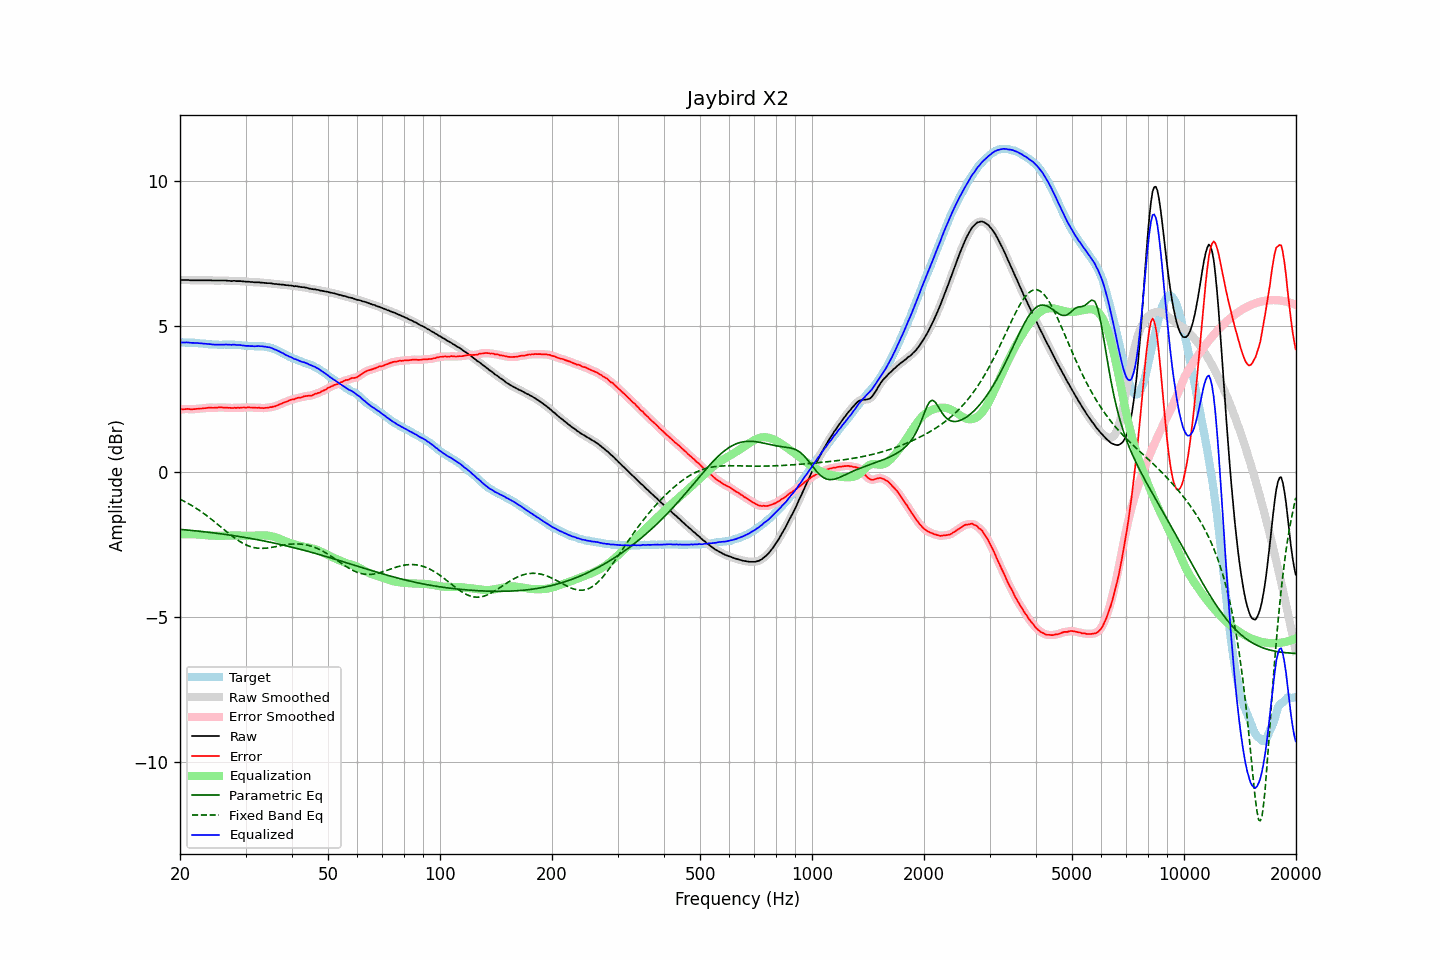 Jaybird X2
Amplitude (dBr)
10
5
0
−5
−10
Target
Raw Smoothed
Error Smoothed
Raw
Error
Equalization
Parametric Eq
Fixed Band Eq
Equalized
20 50 100 200 500 1000 2000 5000 10000 20000
Frequency (Hz)